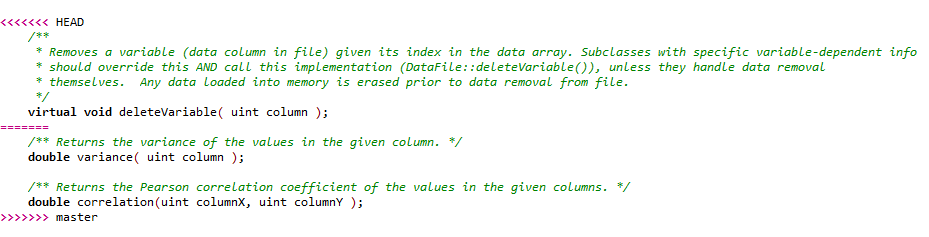 <<<<<<< HEAD
/**
* Removes a variable (data column in file) given its index in the data array. Subclasses with specific variable-dependent info
* should override this AND call this implementation (DataFile::deleteVariable()), unless they handle data removal
* themselves.  Any data loaded into memory is erased prior to data removal from file.
*/
virtual void deleteVariable( uint column );
=======
/** Returns the variance of the values in the given column. */
double variance( uint column );
/** Returns the Pearson correlation coefficient of the values in the given columns. */
double correlation(uint columnX, uint columnY );
>>>>>>> master